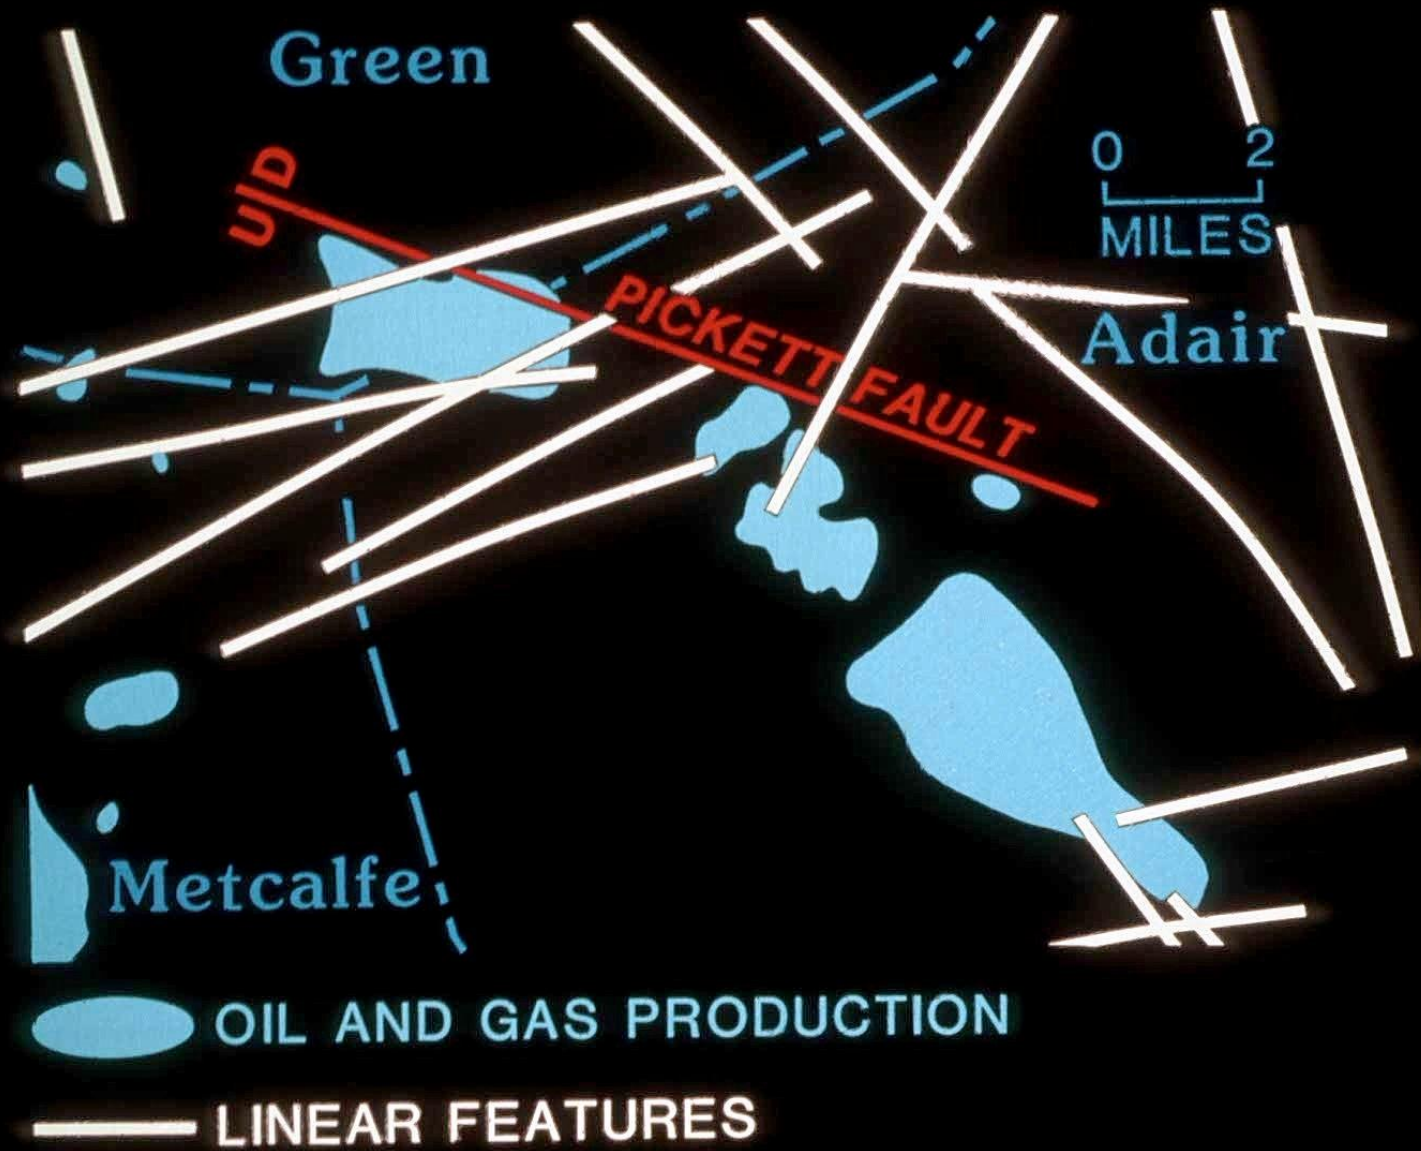 Green
U/D
0 2
MILES
PICKETT FAULT
Adair
Metcalfe
OIL AND GAS PRODUCTION
LINEAR FEATURES